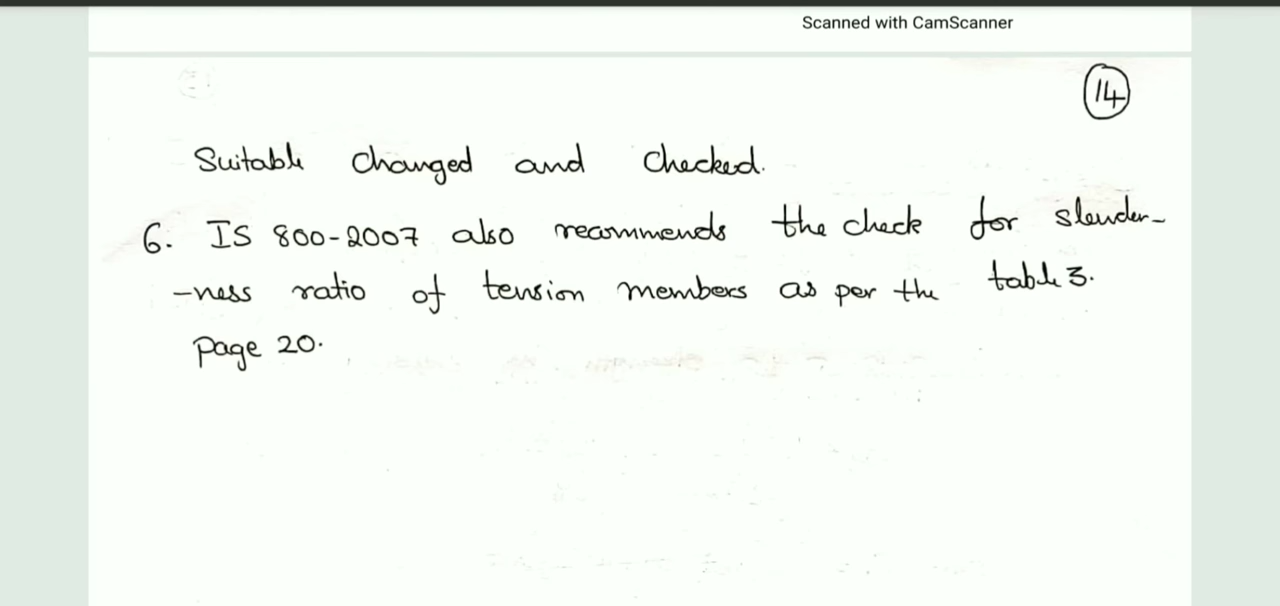 Scanned with CamScanner
14
Suitable changed and checked.
6. IS 800-2007 also recommends the check for slender-
-ness ratio of tension members as per the table 3.
Page 20.